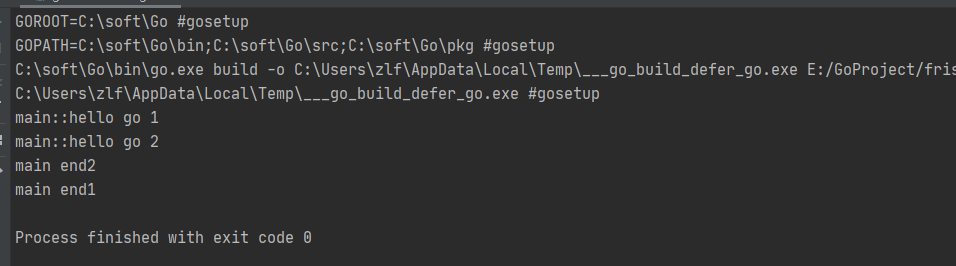 GOROOT=C:\soft\Go #gosetup
GOPATH=C:\soft\Go\bin;C:\soft\Go\src;C:\soft\Go\pkg #gosetup
C:\soft\Go\bin\go.exe build -o C:\Users\zlf\AppData\Local\Temp\___go_build_defer_go.exe E:/GoProject/fris
C:\Users\zlf\AppData\Local\Temp\___go_build_defer_go.exe #gosetup
main::hello go 1
main::hello go 2
main end2
main end1
Process finished with exit code 0